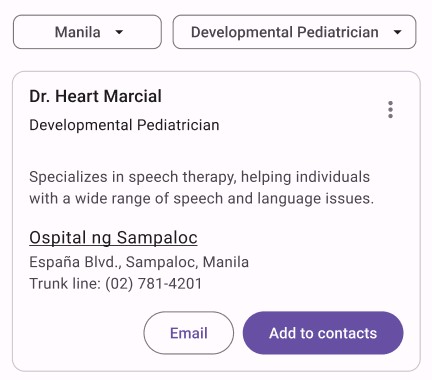 Manila
Developmental Pediatrician
Dr. Heart Marcial
Developmental Pediatrician
Specializes in speech therapy, helping individuals
with a wide range of speech and language issues.
Ospital ng Sampaloc
España Blvd., Sampaloc, Manila
Trunk line: (02) 781-4201
Email
Add to contacts